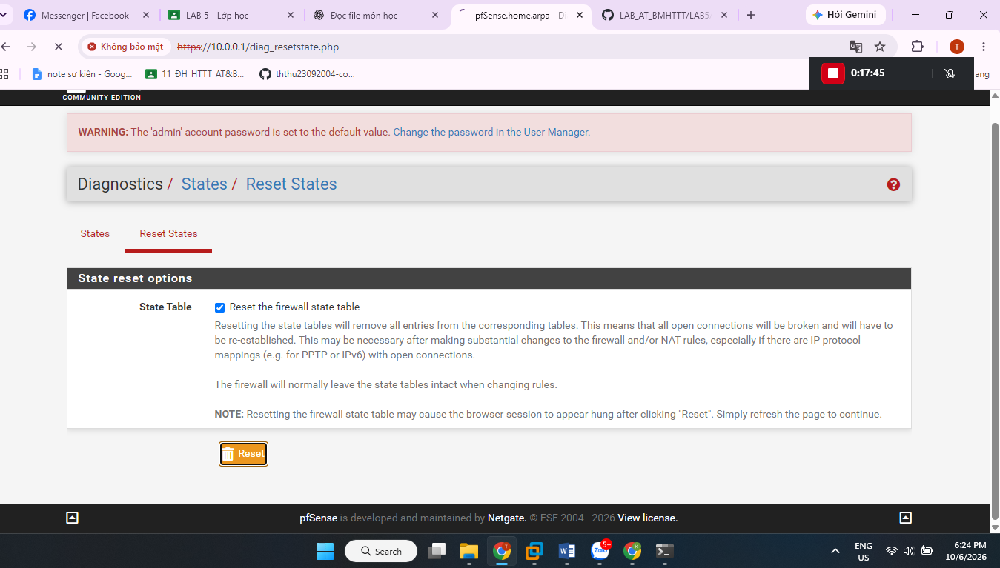 Messenger | Facebook
LAB 5 - Lớp học
Đọc file môn học
pfSense.home.arpa - Di
LAB_AT_BMHTTT/LAB5
Hỏi Gemini
Không bảo mật
https://10.0.0.1/diag_resetstate.php
T
note sự kiện - Goog...
11_ĐH_HTTT_AT&B...
ththu23092004-co...
0:17:45
rang
COMMUNITY EDITION
WARNING: The 'admin' account password is set to the default value. Change the password in the User Manager.
Diagnostics / States / Reset States
States
Reset States
State reset options
State Table
Reset the firewall state table
Resetting the state tables will remove all entries from the corresponding tables. This means that all open connections will be broken and will have to
be re-established. This may be necessary after making substantial changes to the firewall and/or NAT rules, especially if there are IP protocol
mappings (e.g. for PPTP or IPv6) with open connections.
The firewall will normally leave the state tables intact when changing rules.
NOTE: Resetting the firewall state table may cause the browser session to appear hung after clicking "Reset". Simply refresh the page to continue.
Reset
pfSense is developed and maintained by Netgate. © ESF 2004 - 2026 View license.
Search
Zalo
5+
ENG
US
6:24 PM
10/6/2026